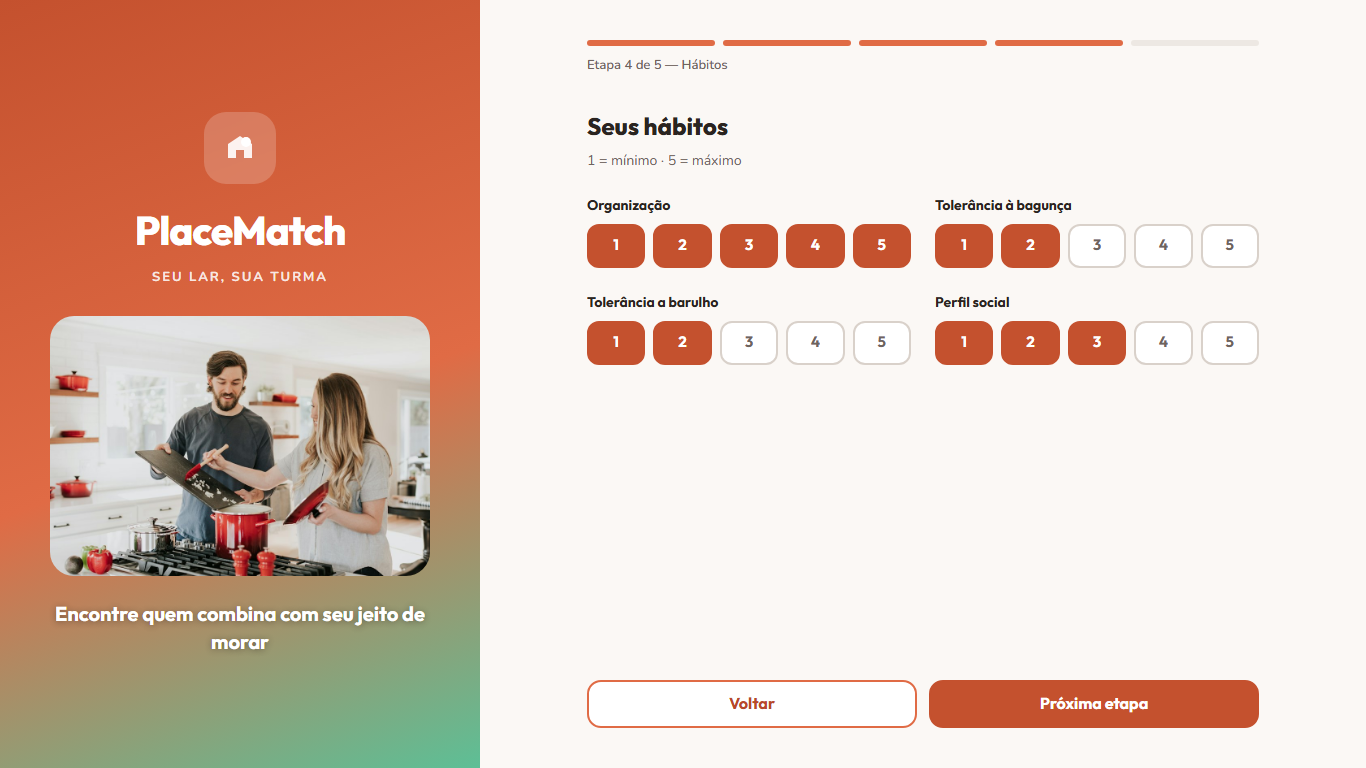 PlaceMatch
SEU LAR, SUA TURMA
Encontre quem combina com seu jeito de
morar
Etapa 4 de 5 — Hábitos
Seus hábitos
1 = mínimo · 5 = máximo
Organização
1 2 3 4 5
Tolerância à bagunça
1 2 3 4 5
Tolerância a barulho
1 2 3 4 5
Perfil social
1 2 3 4 5
Voltar
Próxima etapa